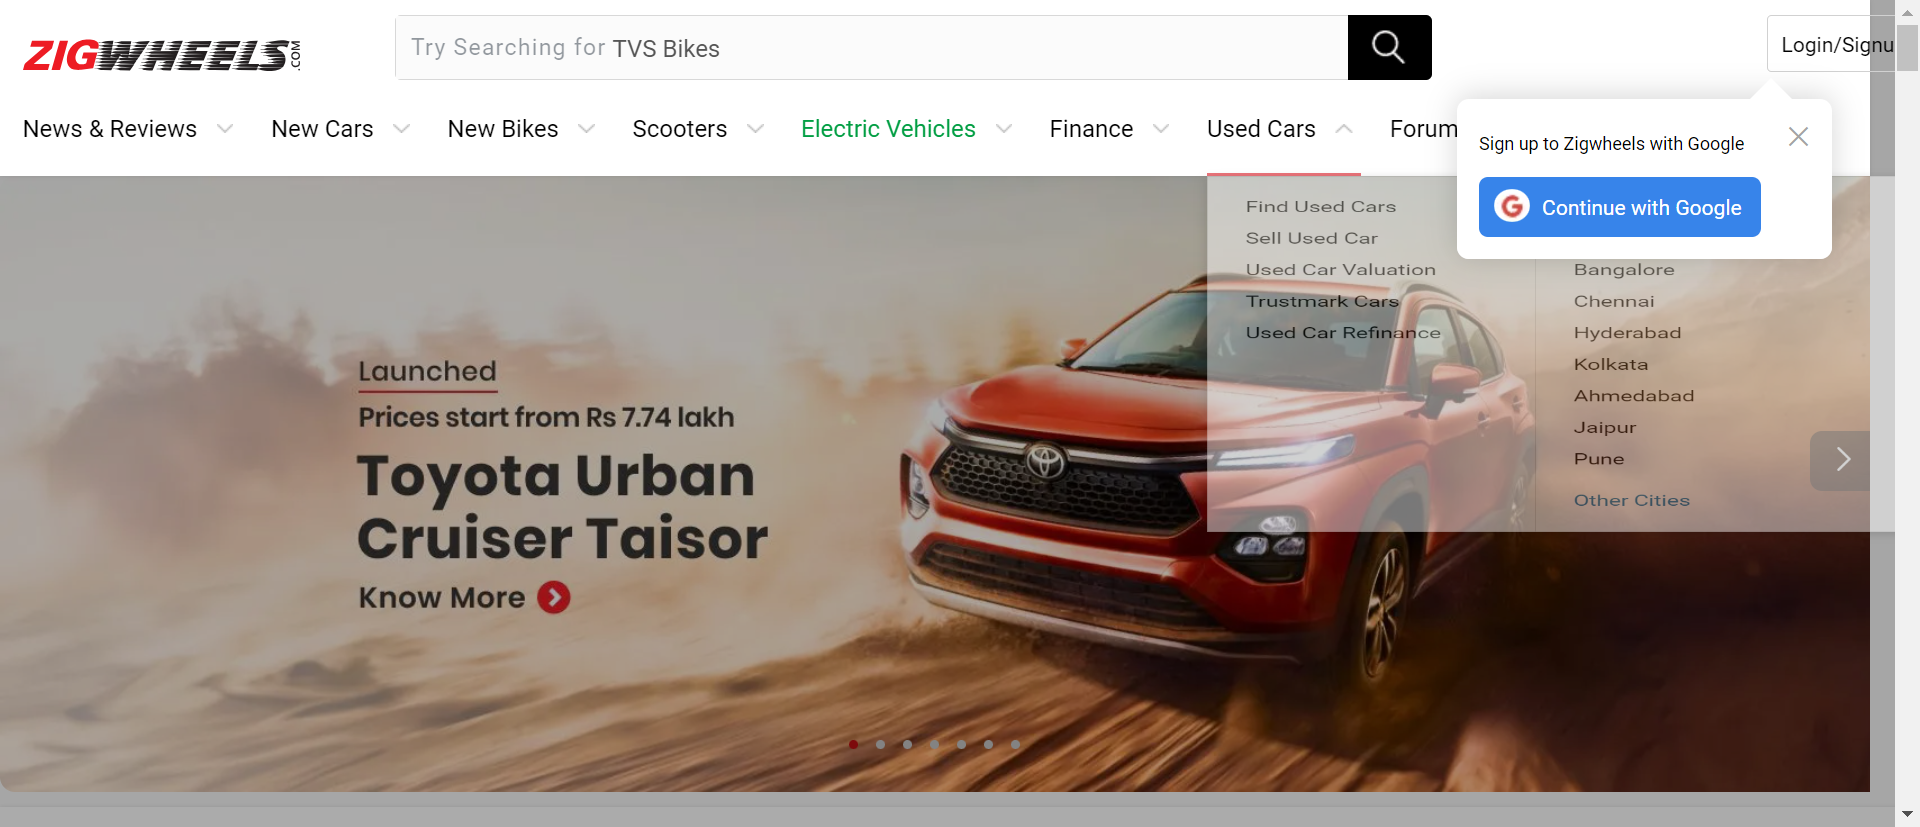 ZIGWHEELS.COM
Try Searching for TVS Bikes
Login/Signu
News & Reviews
New Cars
New Bikes
Scooters
Electric Vehicles
Finance
Used Cars
Forum
Sign up to Zigwheels with Google
Continue with Google
Find Used Cars
Sell Used Car
Used Car Valuation
Trustmark Cars
Used Car Refinance
Bangalore
Chennai
Hyderabad
Kolkata
Ahmedabad
Jaipur
Pune
Other Cities
Launched
Prices start from Rs 7.74 lakh
Toyota Urban
Cruiser Taisor
Know More